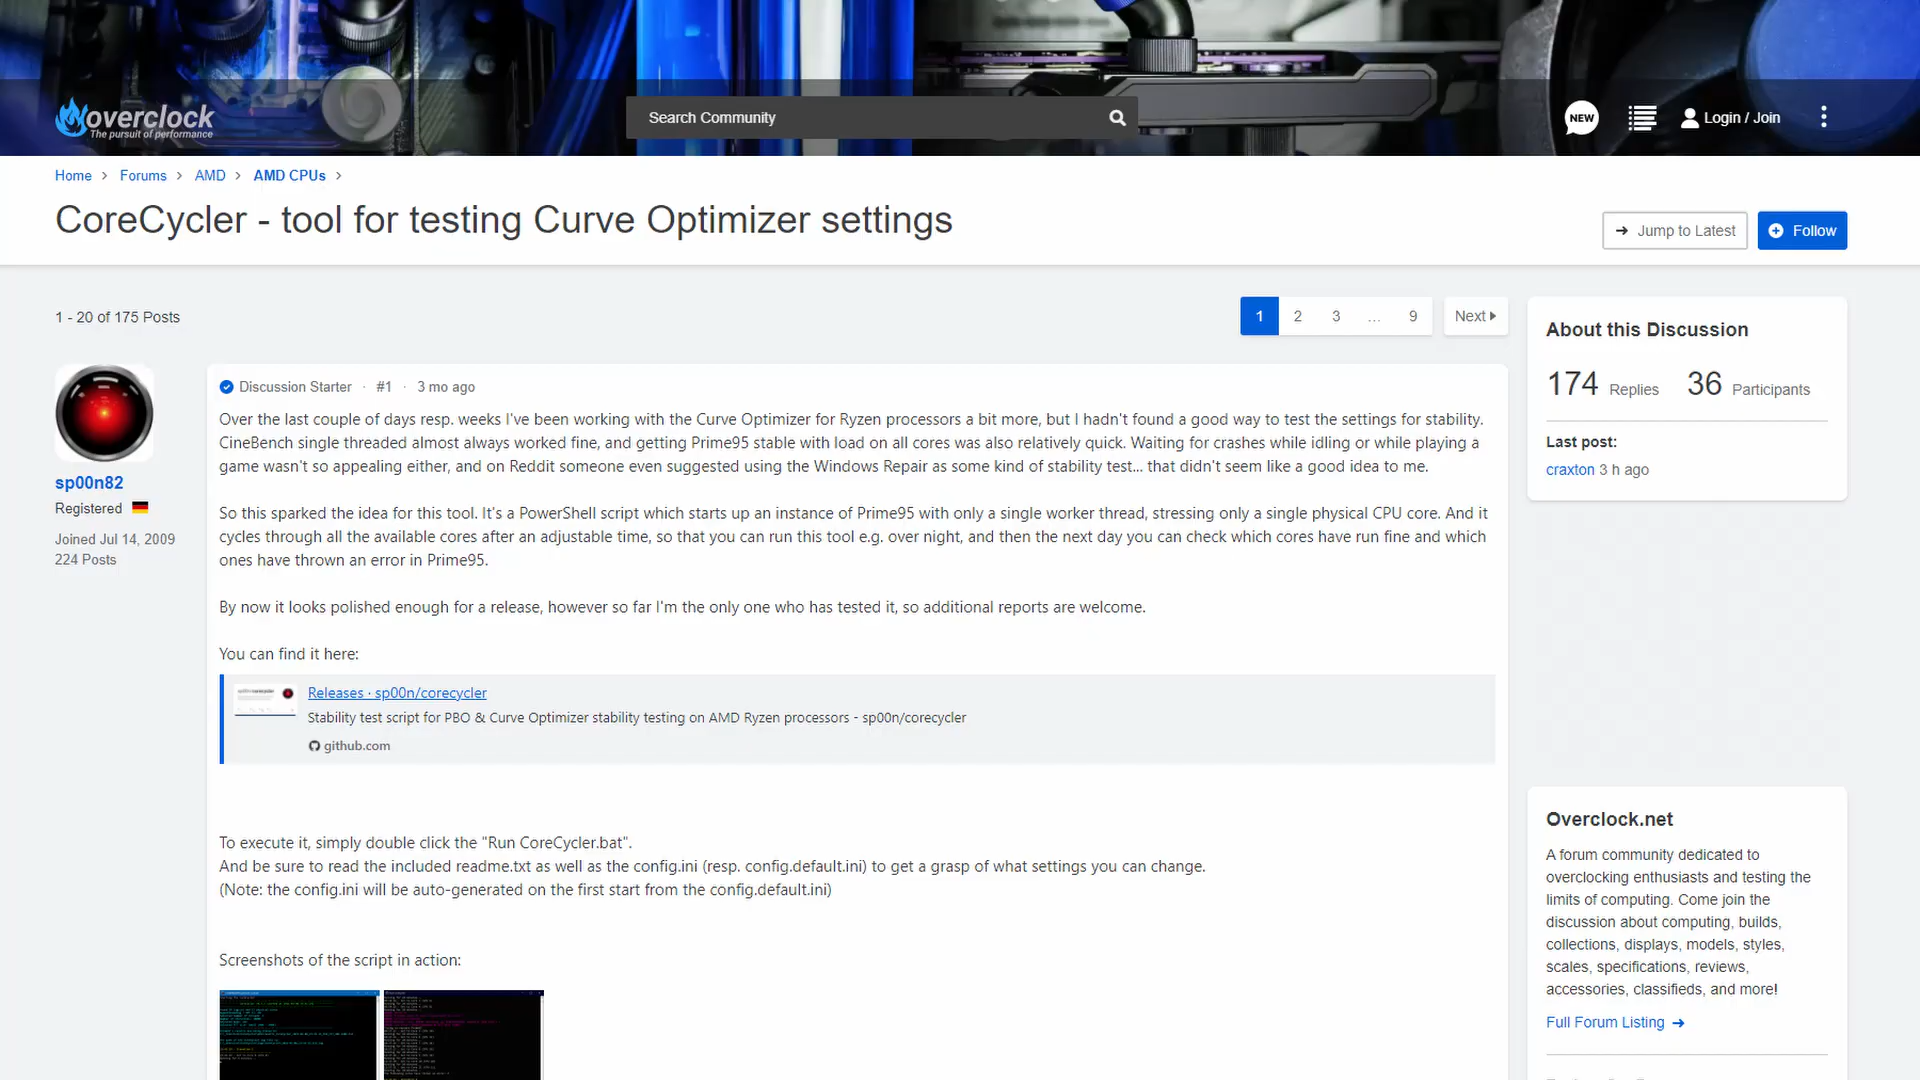 overclock
The pursuit of performance
Search Community
NEW
Login / Join
Home > Forums > AMD > AMD CPUs >
CoreCycler - tool for testing Curve Optimizer settings
Jump to Latest
Follow
1 - 20 of 175 Posts
1 2 3 ... 9 Next
sp00n82
Registered
Joined Jul 14, 2009
224 Posts
Discussion Starter · #1 · 3 mo ago
Over the last couple of days resp. weeks I've been working with the Curve Optimizer for Ryzen processors a bit more, but I hadn't found a good way to test the settings for stability.
CineBench single threaded almost always worked fine, and getting Prime95 stable with load on all cores was also relatively quick. Waiting for crashes while idling or while playing a
game wasn't so appealing either, and on Reddit someone even suggested using the Windows Repair as some kind of stability test... that didn't seem like a good idea to me.
So this sparked the idea for this tool. It's a PowerShell script which starts up an instance of Prime95 with only a single worker thread, stressing only a single physical CPU core. And it
cycles through all the available cores after an adjustable time, so that you can run this tool e.g. over night, and then the next day you can check which cores have run fine and which
ones have thrown an error in Prime95.
By now it looks polished enough for a release, however so far I'm the only one who has tested it, so additional reports are welcome.
You can find it here:
Releases · sp00n/corecycler
Stability test script for PBO & Curve Optimizer stability testing on AMD Ryzen processors - sp00n/corecycler
github.com
To execute it, simply double click the "Run CoreCycler.bat".
And be sure to read the included readme.txt as well as the config.ini (resp. config.default.ini) to get a grasp of what settings you can change.
(Note: the config.ini will be auto-generated on the first start from the config.default.ini)
Screenshots of the script in action:
About this Discussion
174 Replies 36 Participants
Last post:
craxton 3 h ago
Overclock.net
A forum community dedicated to
overclocking enthusiasts and testing the
limits of computing. Come join the
discussion about computing, builds,
collections, displays, models, styles,
scales, specifications, reviews,
accessories, classifieds, and more!
Full Forum Listing